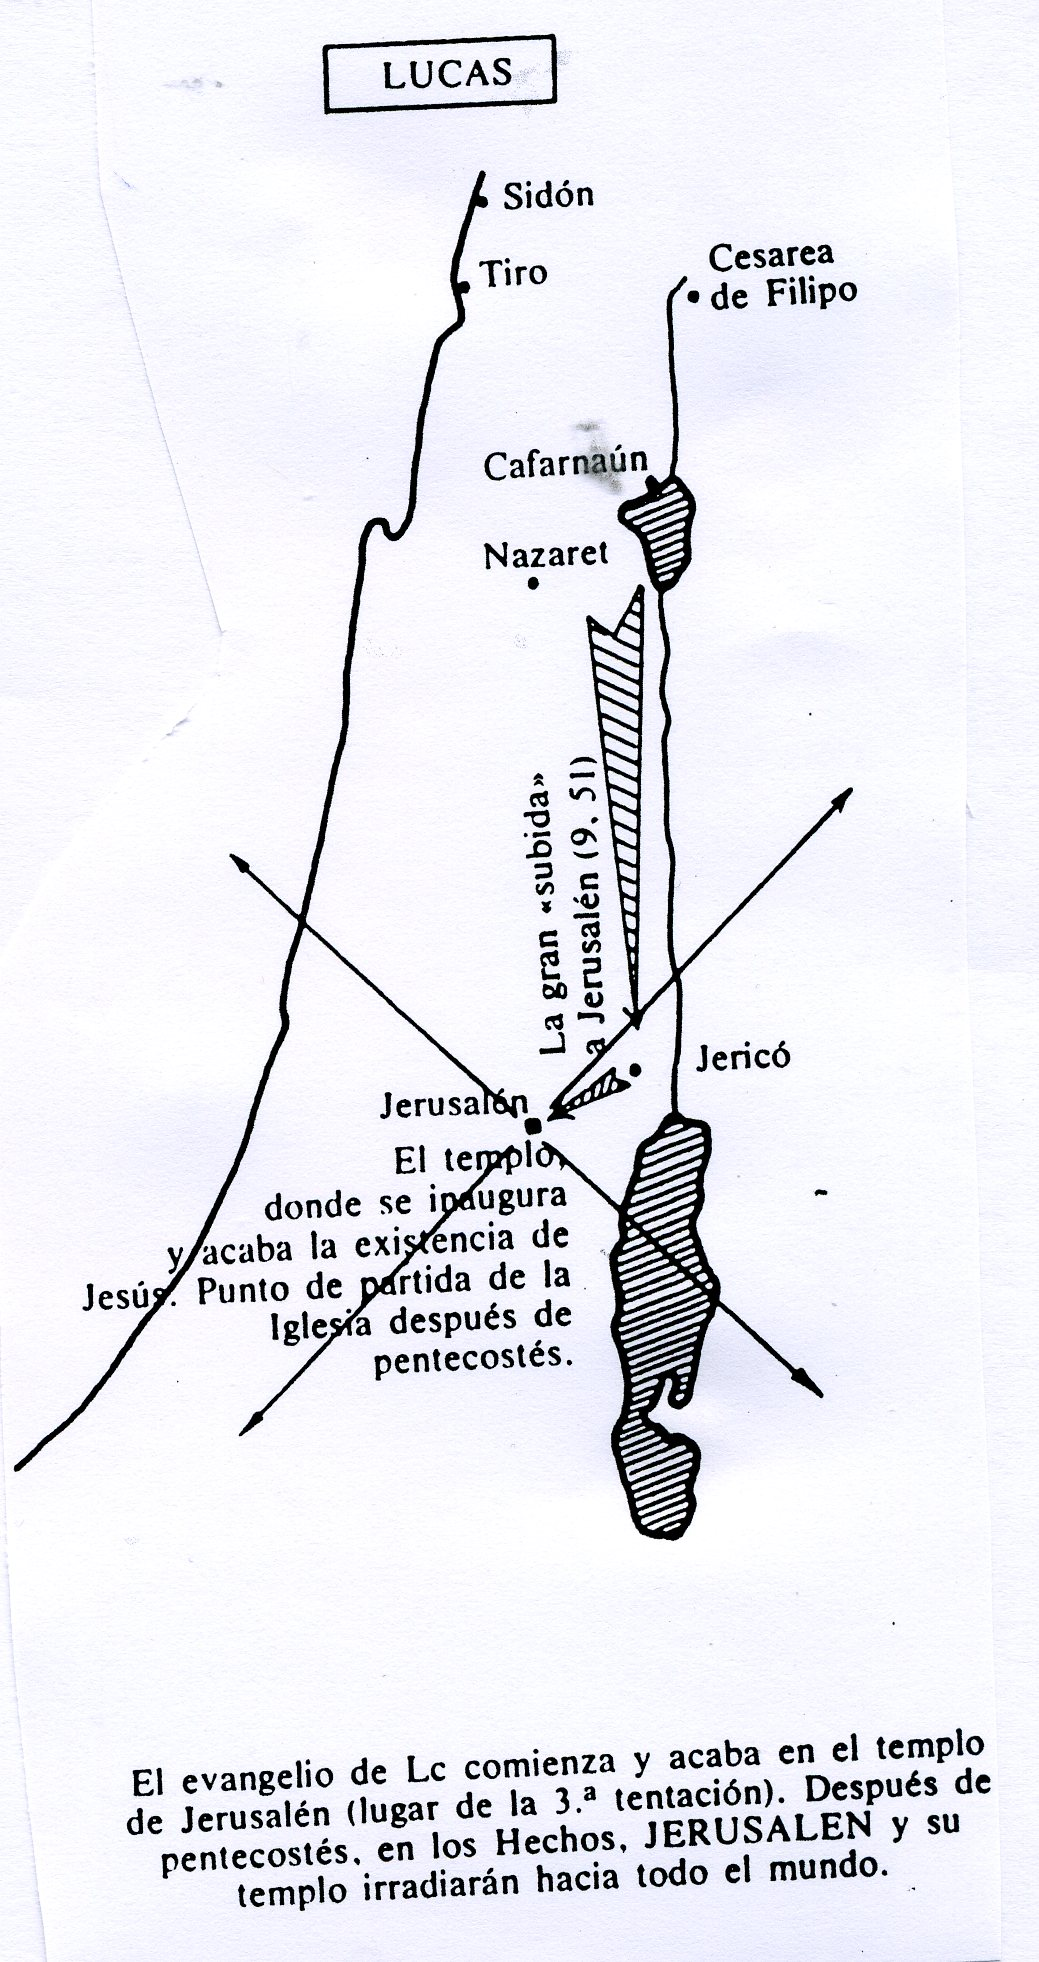 LUCAS
Sidón
Tiro
Cesarea
de Filipo
Cafarnaún
Nazaret
La gran «subida»
a Jerusalén (9, 51)
Jericó
Jerusalén
El templo,
donde se inaugura
y acaba la existencia de
Jesús. Punto de partida de la
Iglesia después de
pentecostés.
El evangelio de Lc comienza y acaba en el templo
de Jerusalén (lugar de la 3.ª tentación). Después de
pentecostés, en los Hechos, JERUSALEN y su
templo irradiarán hacia todo el mundo.